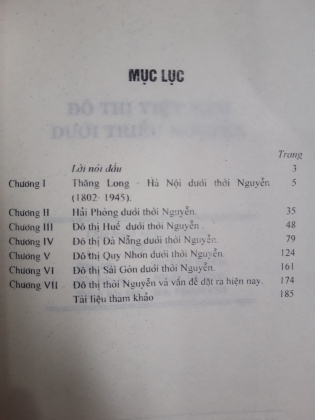 MỤC LỤC
Trang
Lời nói đầu 3
Chương I Thăng Long - Hà Nội dưới thời Nguyễn 5
(1802- 1945).
Chương II Hải Phòng dưới thời Nguyễn. 35
Chương III Đô thị Huế dưới thời Nguyễn. 48
Chương IV Đô thị Đà Nẵng dưới thời Nguyễn. 79
Chương V Đô thị Quy Nhơn dưới thời Nguyễn. 124
Chương VI Đô thị Sài Gòn dưới thời Nguyễn. 161
Chương VII Đô thị thời Nguyễn và vấn đề đặt ra hiện nay. 174
Tài liệu tham khảo 185